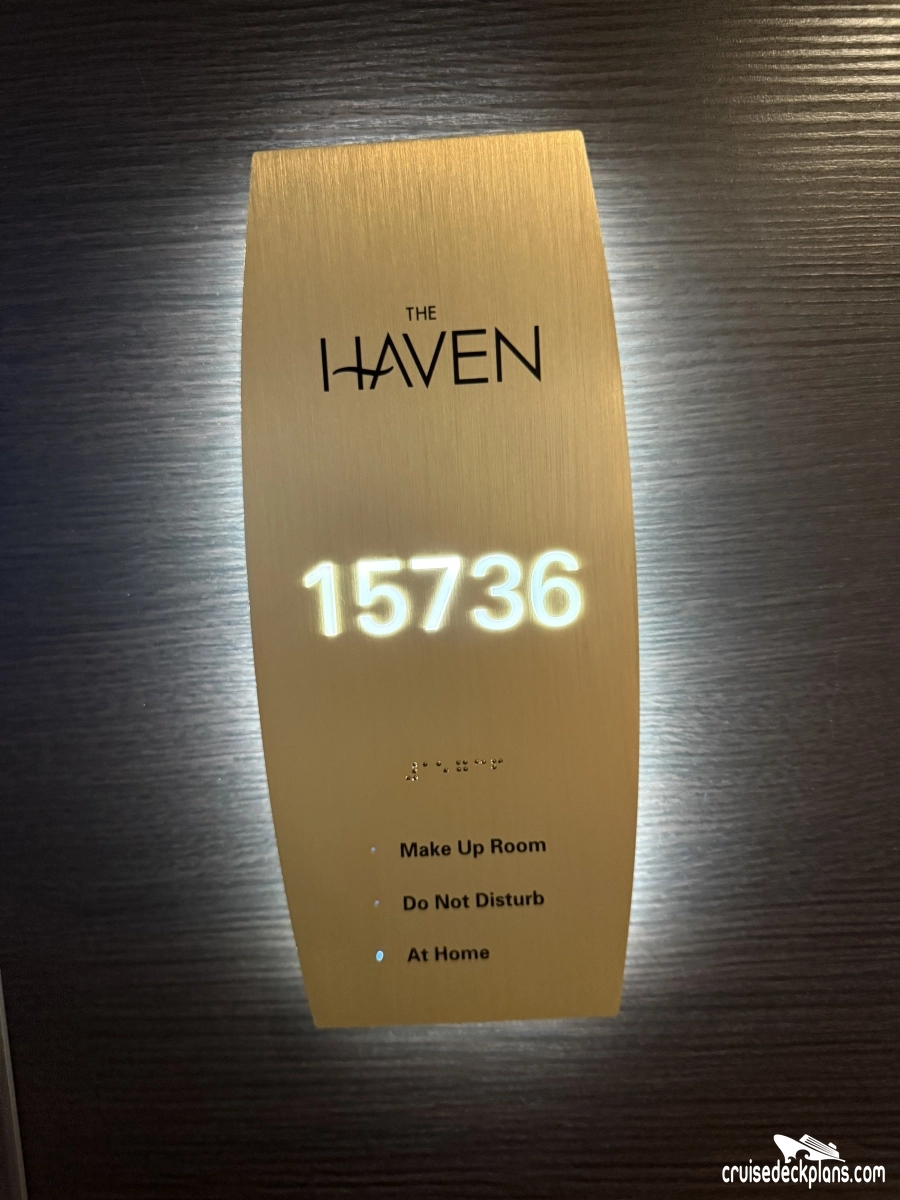 THE
HAVEN
15736
Make Up Room
Do Not Disturb
At Home
cruisedeckplans.com